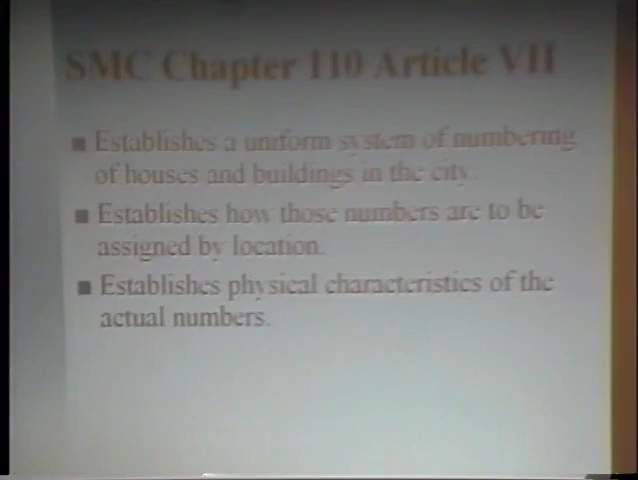 SMC Chapter 110 Article VII
■ Establishes a uniform system of numbering
of houses and buildings in the city.
■ Establishes how those numbers are to be
assigned by location.
■ Establishes physical characteristics of the
actual numbers.